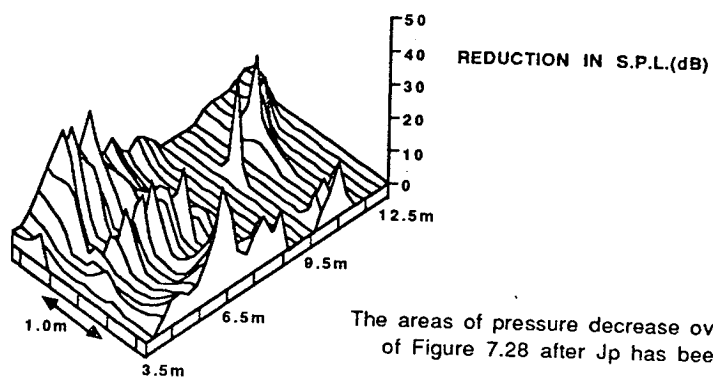 50
40
30
20
10
0
REDUCTION IN S.P.L.(dB)
12.5m
9.5m
6.5m
3.5m
1.0m
The areas of pressure decrease ov
of Figure 7.28 after Jp has bee